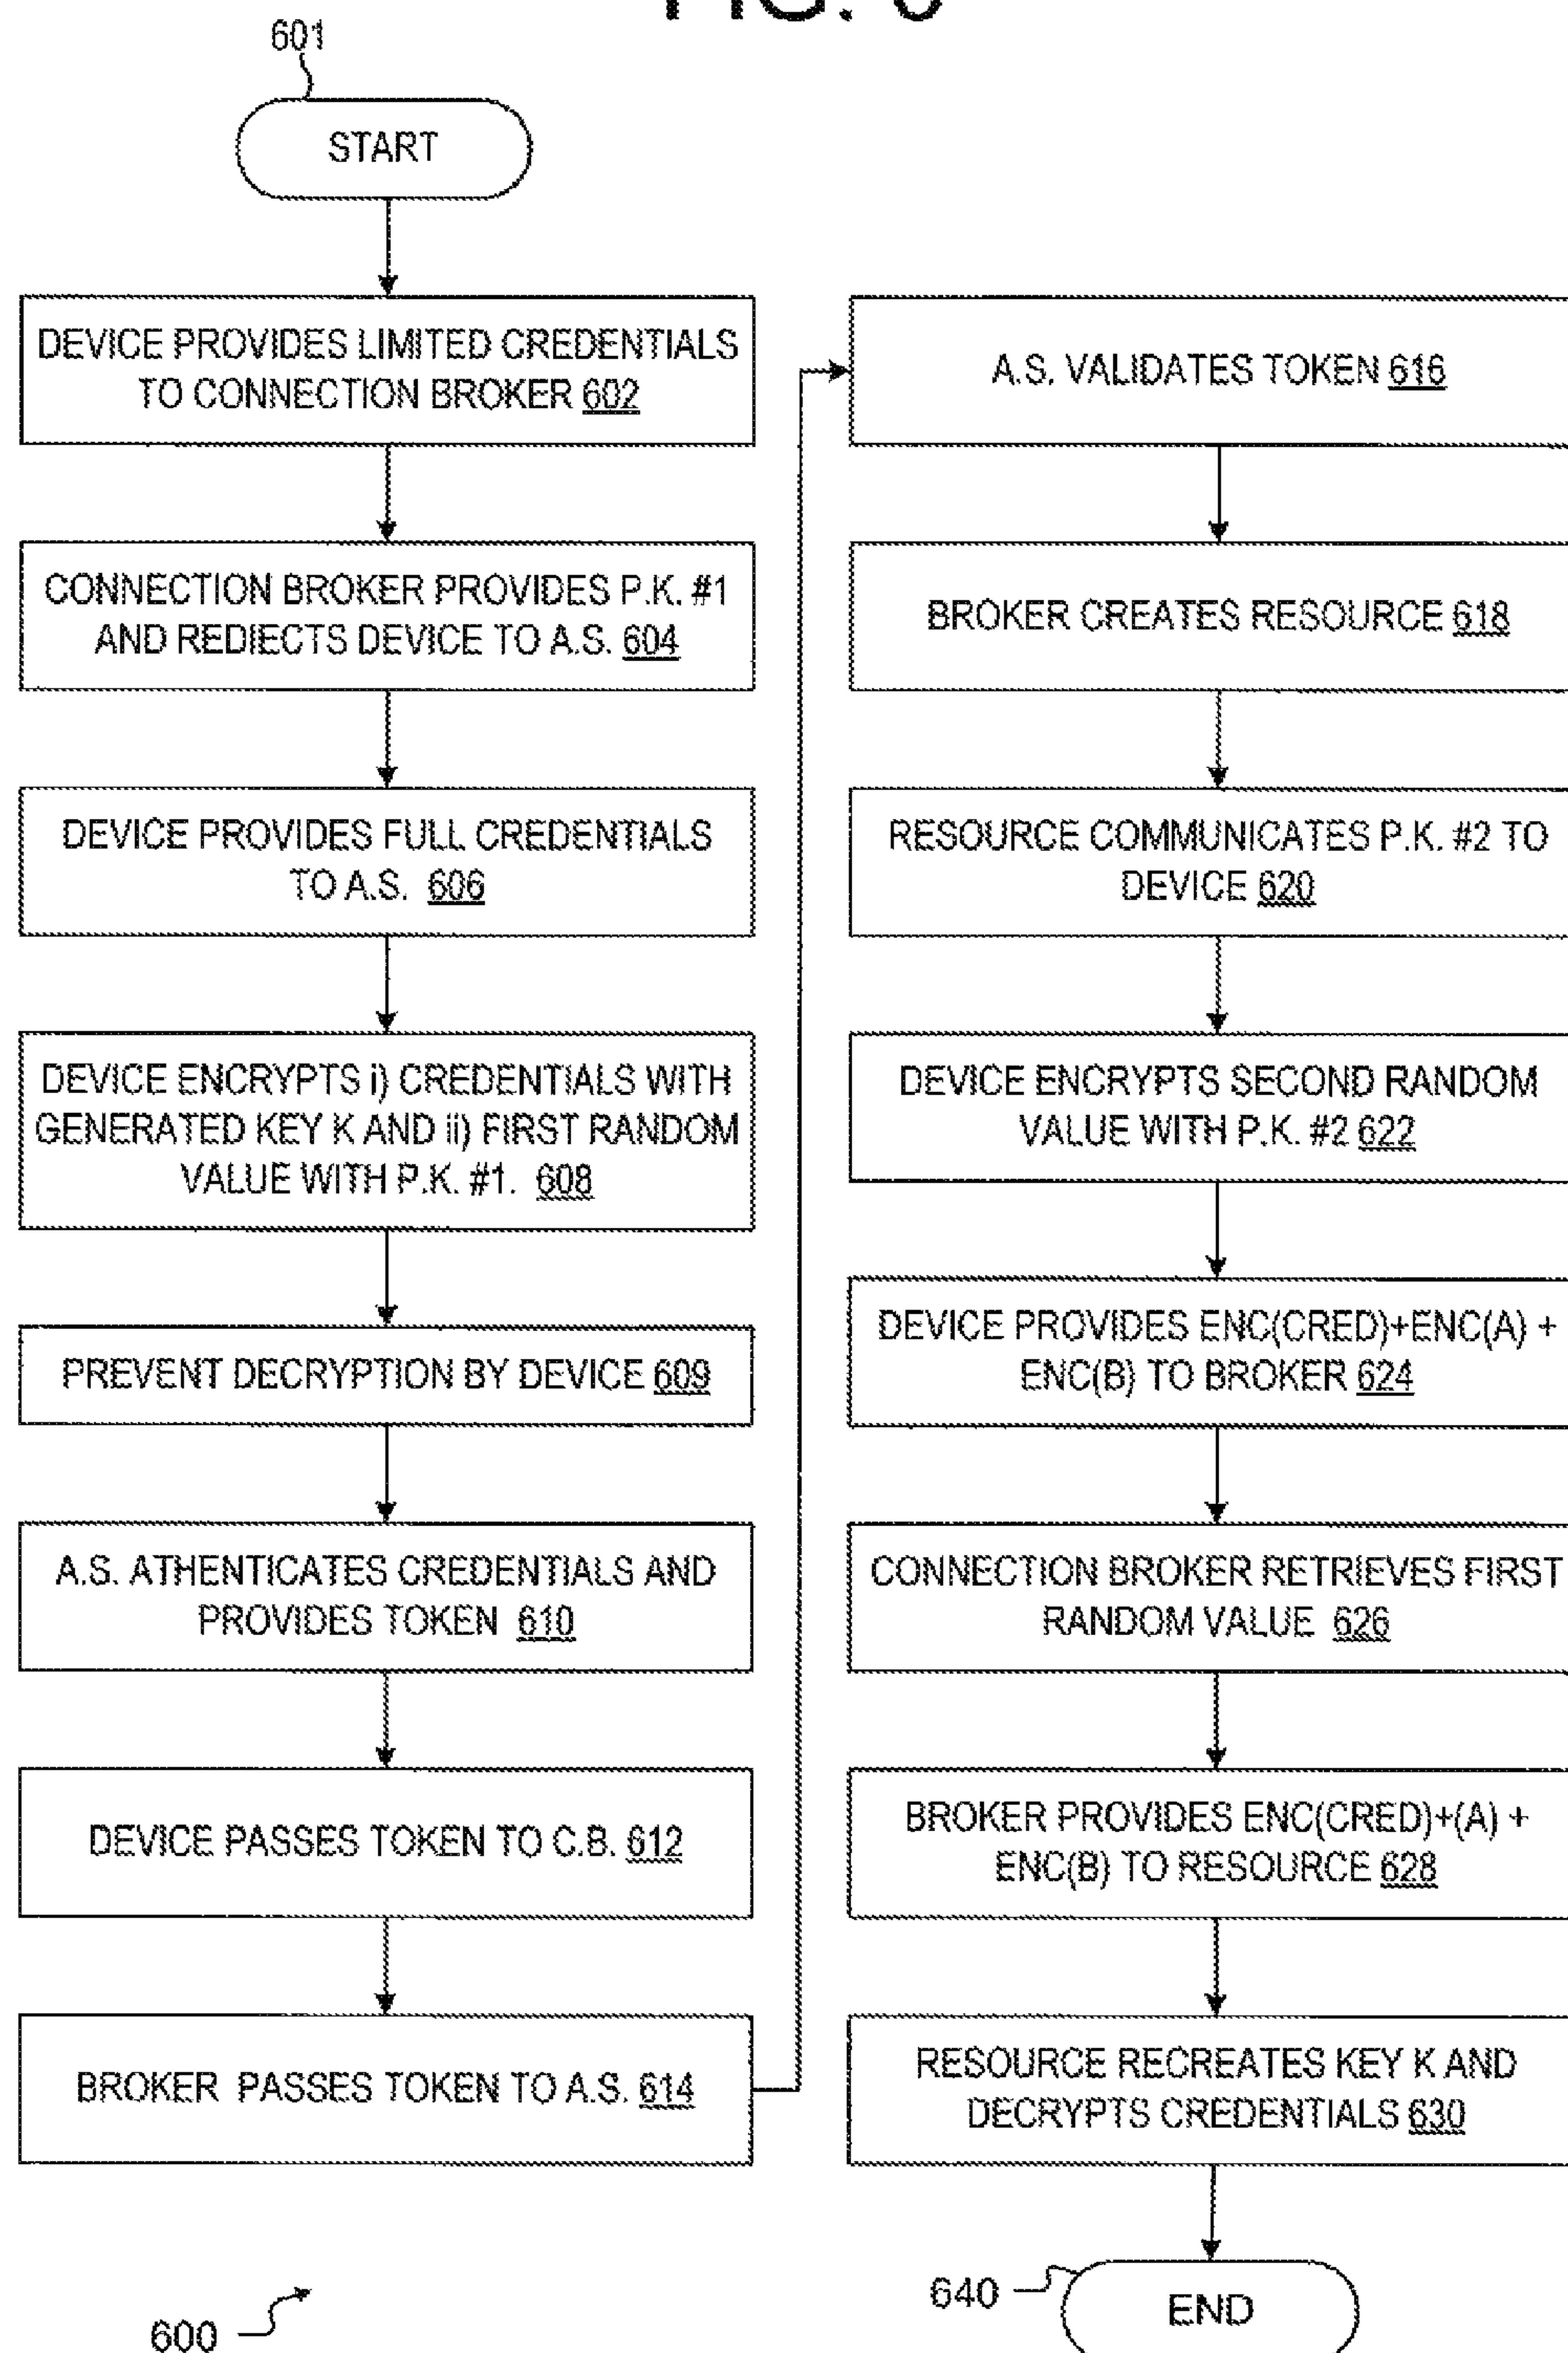 FIG. 6
601
START
DEVICE PROVIDES LIMITED CREDENTIALS
TO CONNECTION BROKER 602
CONNECTION BROKER PROVIDES P.K. #1
AND REDIECTS DEVICE TO A.S. 604
DEVICE PROVIDES FULL CREDENTIALS
TO A.S. 606
DEVICE ENCRYPTS i) CREDENTIALS WITH
GENERATED KEY K AND ii) FIRST RANDOM
VALUE WITH P.K. #1. 608
PREVENT DECRYPTION BY DEVICE 609
A.S. ATHENTICATES CREDENTIALS AND
PROVIDES TOKEN 610
DEVICE PASSES TOKEN TO C.B. 612
BROKER PASSES TOKEN TO A.S. 614
A.S. VALIDATES TOKEN 616
BROKER CREATES RESOURCE 618
RESOURCE COMMUNICATES P.K. #2 TO
DEVICE 620
DEVICE ENCRYPTS SECOND RANDOM
VALUE WITH P.K. #2 622
DEVICE PROVIDES ENC(CRED)+ENC(A) +
ENC(B) TO BROKER 624
CONNECTION BROKER RETRIEVES FIRST
RANDOM VALUE 626
BROKER PROVIDES ENC(CRED)+(A) +
ENC(B) TO RESOURCE 628
RESOURCE RECREATES KEY K AND
DECRYPTS CREDENTIALS 630
640
END
600